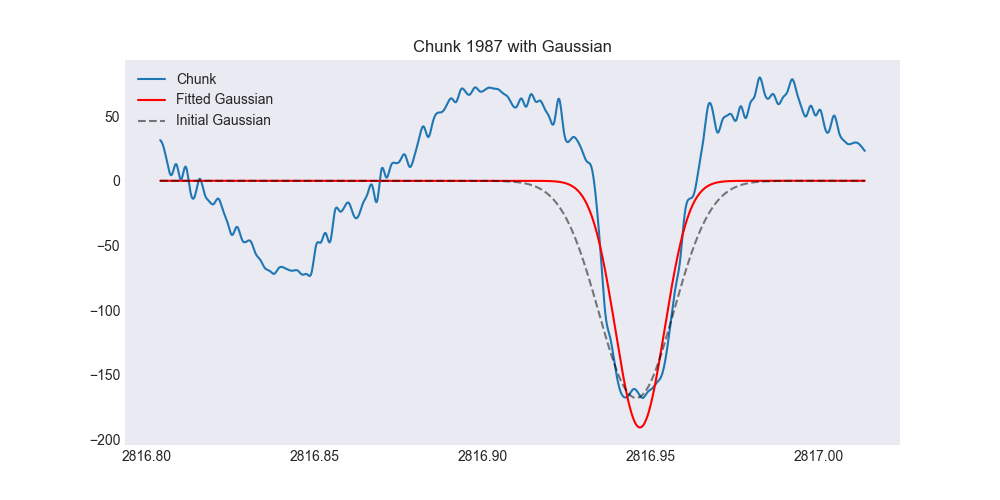 Chunk 1987 with Gaussian
Chunk
Fitted Gaussian
Initial Gaussian
50
0
−50
−100
−150
−200
2816.80 2816.85 2816.90 2816.95 2817.00